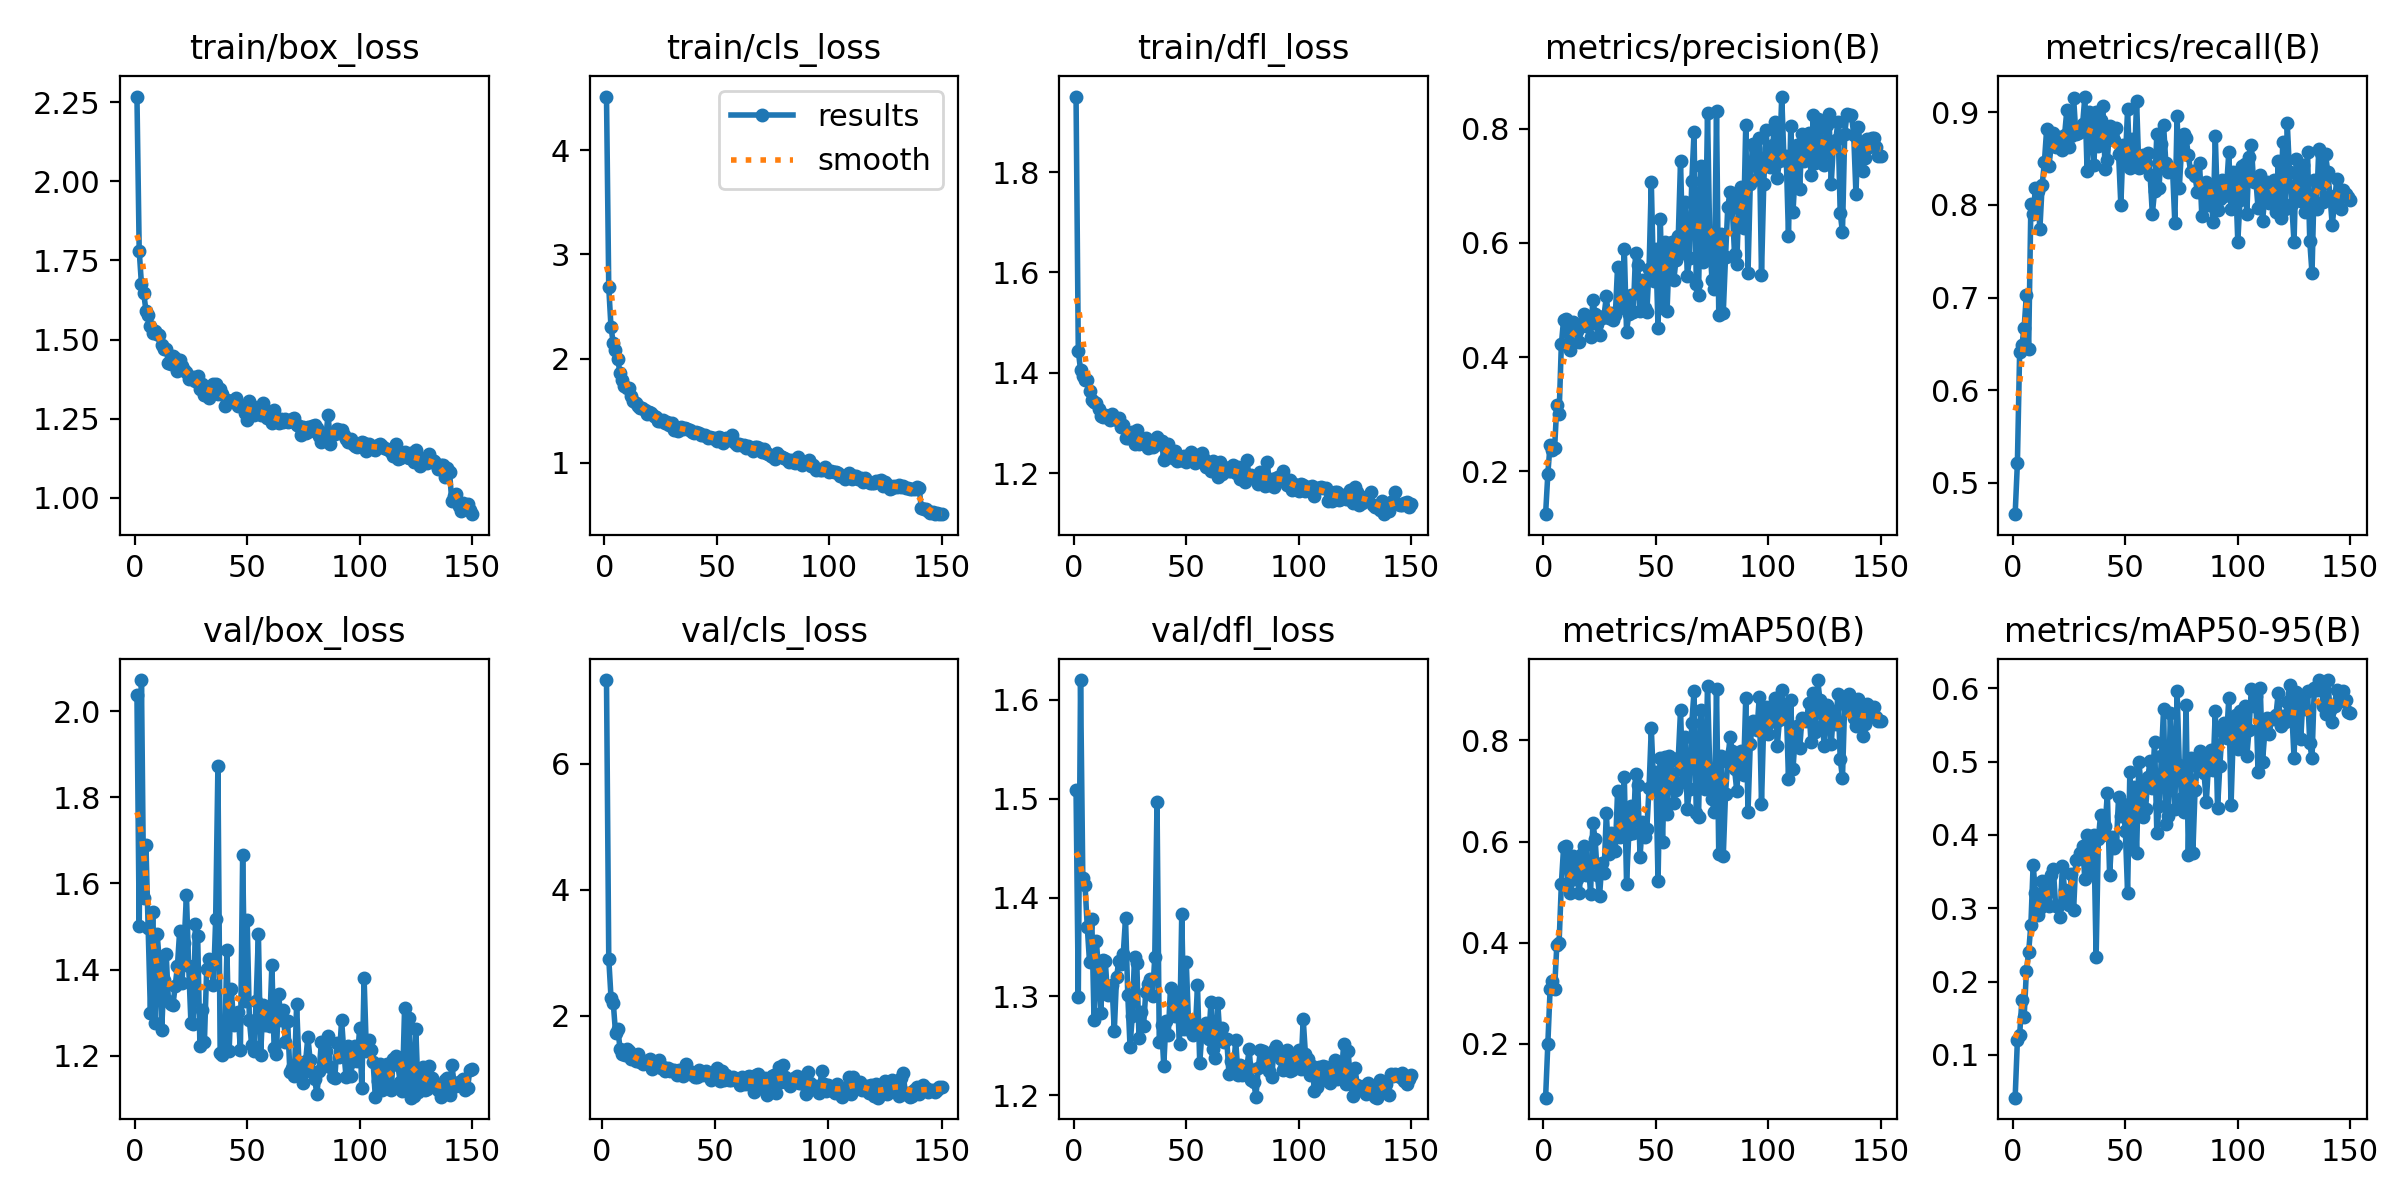 train/box_loss
2.25
2.00
1.75
1.50
1.25
1.00
0 50 100 150
train/cls_loss
results
smooth
4
3
2
1
0 50 100 150
train/dfl_loss
1.8
1.6
1.4
1.2
0 50 100 150
metrics/precision(B)
0.8
0.6
0.4
0.2
0 50 100 150
metrics/recall(B)
0.9
0.8
0.7
0.6
0.5
0 50 100 150
val/box_loss
2.0
1.8
1.6
1.4
1.2
0 50 100 150
val/cls_loss
6
4
2
0 50 100 150
val/dfl_loss
1.6
1.5
1.4
1.3
1.2
0 50 100 150
metrics/mAP50(B)
0.8
0.6
0.4
0.2
0 50 100 150
metrics/mAP50-95(B)
0.6
0.5
0.4
0.3
0.2
0.1
0 50 100 150